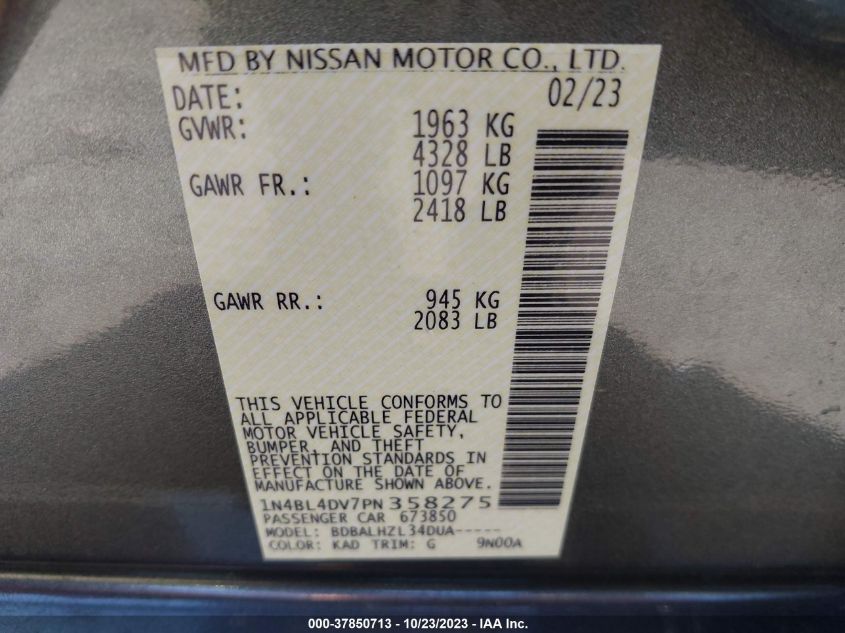 MFD BY NISSAN MOTOR CO., LTD.
DATE: 02/23
GVWR: 1963 KG
4328 LB
GAWR FR.: 1097 KG
2418 LB
GAWR RR.: 945 KG
2083 LB
THIS VEHICLE CONFORMS TO
ALL APPLICABLE FEDERAL
MOTOR VEHICLE SAFETY,
BUMPER, AND THEFT
PREVENTION STANDARDS IN
EFFECT ON THE DATE OF
MANUFACTURE SHOWN ABOVE.
1N4BL4DV7PN358275
PASSENGER CAR 673850
MODEL: BDBALHZL34DUA-----
COLOR: KAD TRIM: G 9N00A
000-37850713 - 10/23/2023 - IAA Inc.